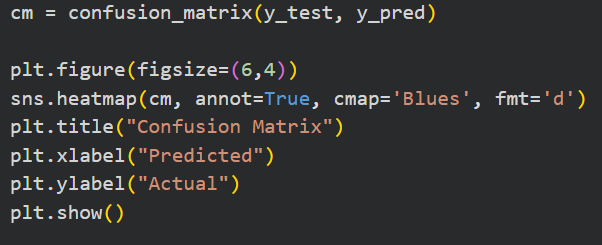 cm = confusion_matrix(y_test, y_pred)
plt.figure(figsize=(6,4))
sns.heatmap(cm, annot=True, cmap='Blues', fmt='d')
plt.title("Confusion Matrix")
plt.xlabel("Predicted")
plt.ylabel("Actual")
plt.show()